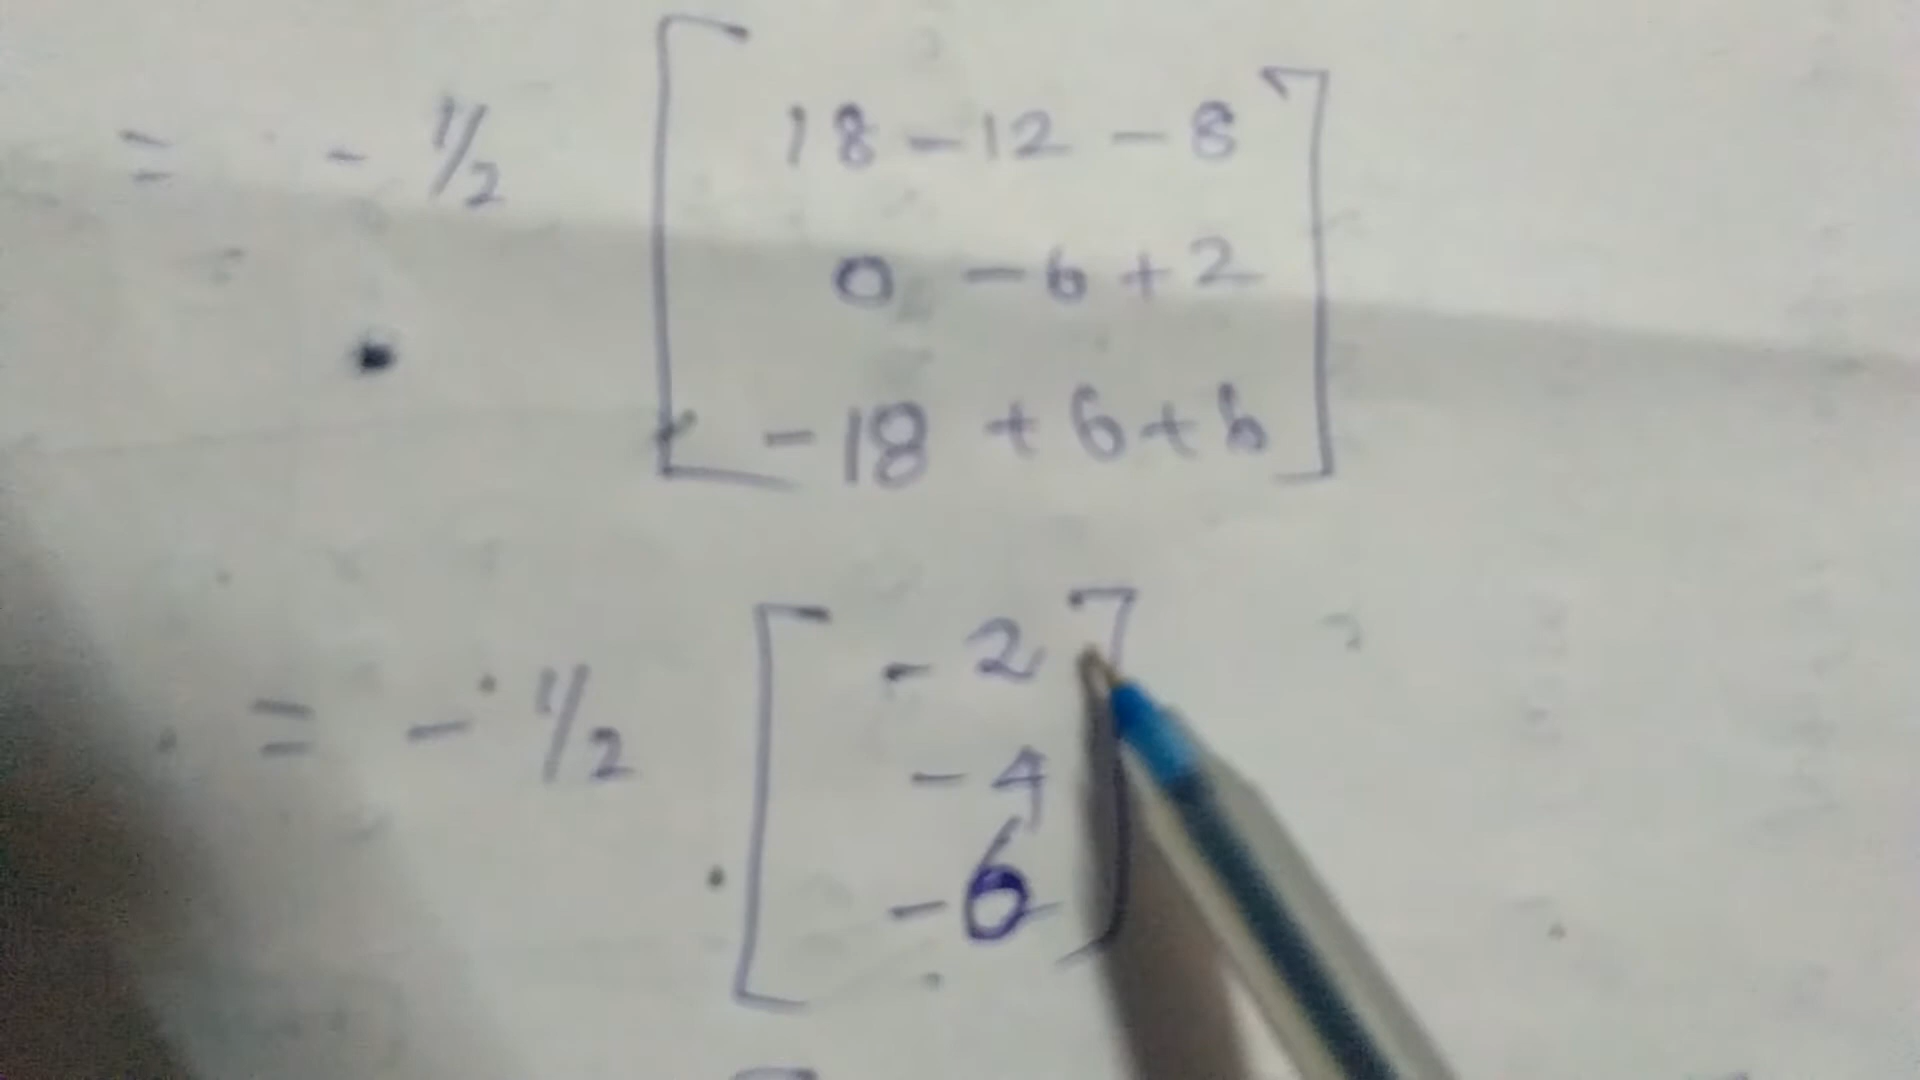 = - 1/2 [ 18 - 12 - 8 ]
0 - 6 + 2
- 18 + 6 + 6
= - 1/2 [ - 2 ]
- 4
- 6